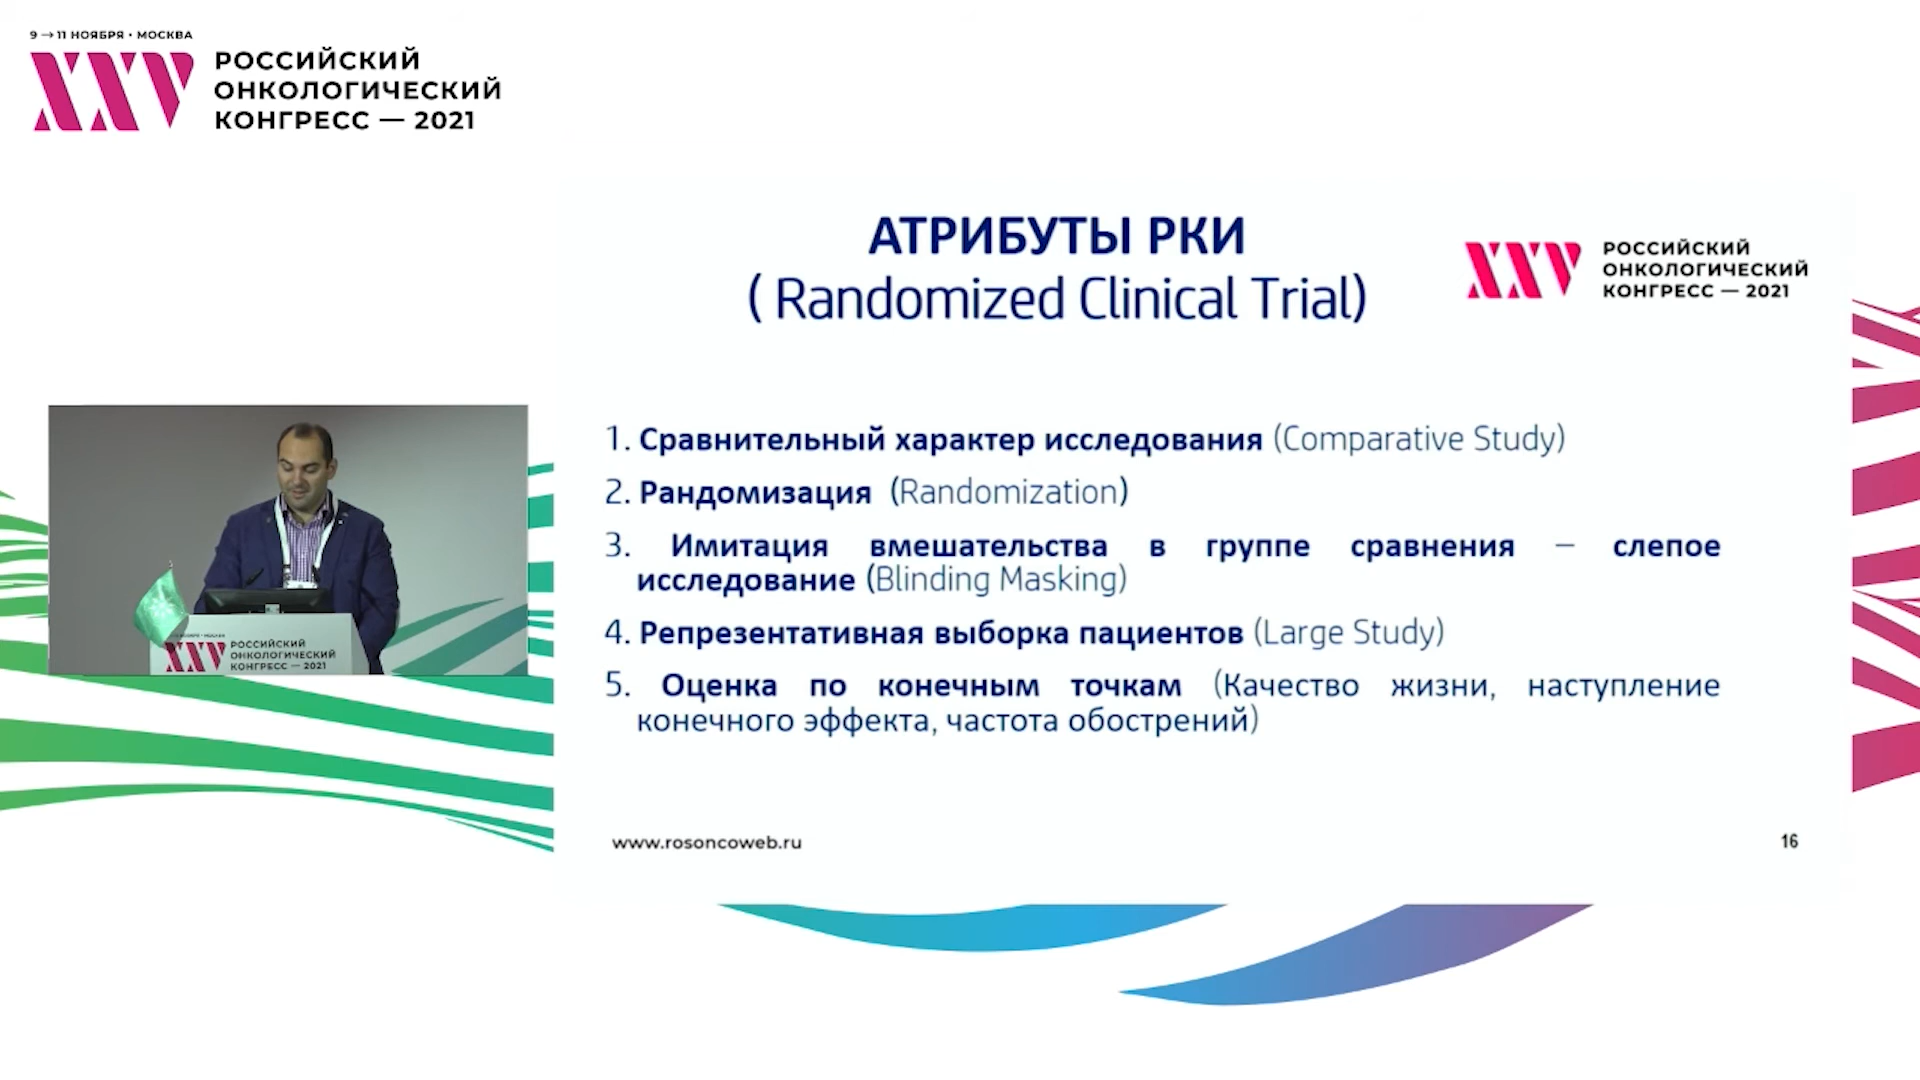 9 → 11 НОЯБРЯ • МОСКВА
XXV
РОССИЙСКИЙ
ОНКОЛОГИЧЕСКИЙ
КОНГРЕСС — 2021
АТРИБУТЫ РКИ
( Randomized Clinical Trial)
XXV
РОССИЙСКИЙ
ОНКОЛОГИЧЕСКИЙ
КОНГРЕСС — 2021
1. Сравнительный характер исследования (Comparative Study)
2. Рандомизация (Randomization)
3. Имитация вмешательства в группе сравнения – слепое
исследование (Blinding Masking)
4. Репрезентативная выборка пациентов (Large Study)
5. Оценка по конечным точкам (Качество жизни, наступление
конечного эффекта, частота обострений)
www.rosoncoweb.ru
16
XXV
РОССИЙСКИЙ
ОНКОЛОГИЧЕСКИЙ
КОНГРЕСС — 2021